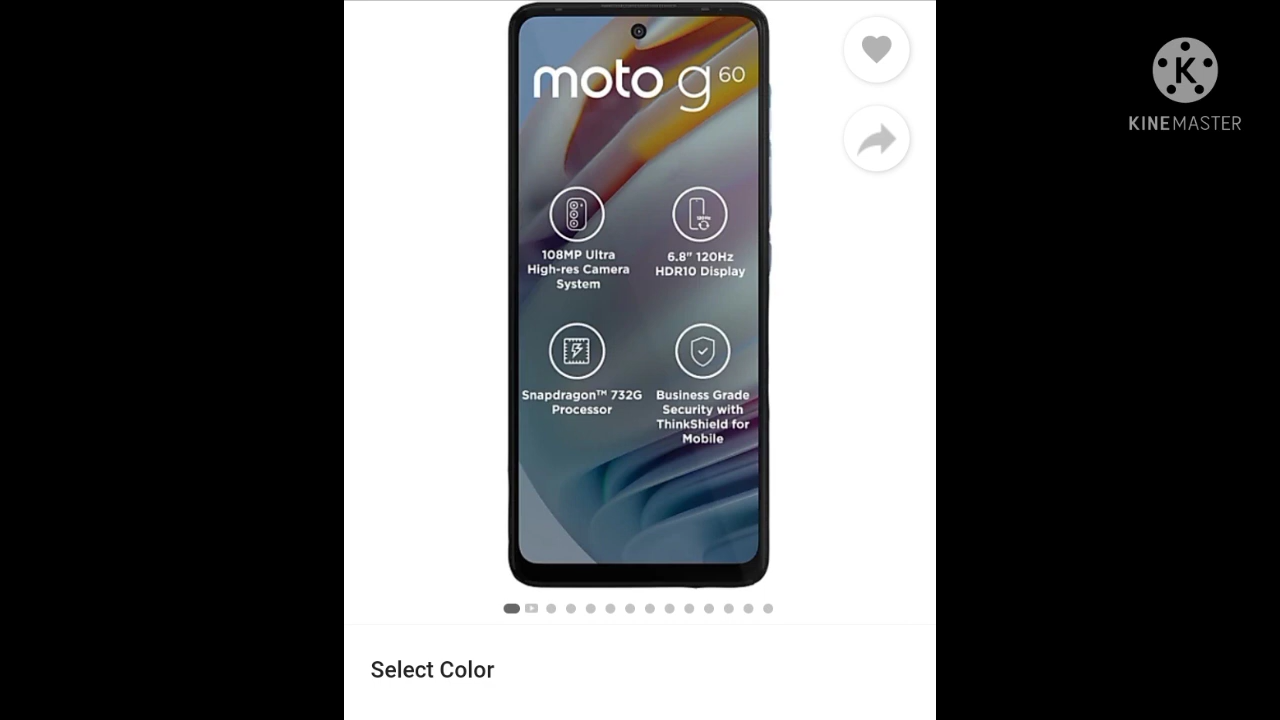 moto g 60
108MP Ultra
High-res Camera
System
6.8" 120Hz
HDR10 Display
Snapdragon™ 732G
Processor
Business Grade
Security with
ThinkShield for
Mobile
Select Color
K
KINEMASTER